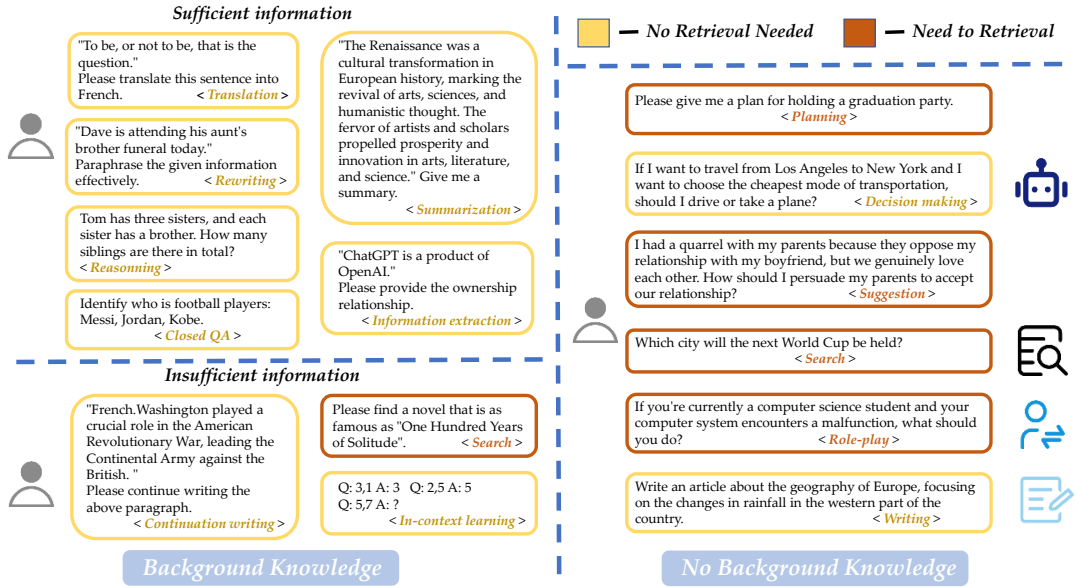 Sufficient information
"To be, or not to be, that is the
question."
Please translate this sentence into
French. < Translation >
"Dave is attending his aunt's
brother funeral today."
Paraphrase the given information
effectively. < Rewriting >
Tom has three sisters, and each
sister has a brother. How many
siblings are there in total?
< Reasonning >
Identify who is football players:
Messi, Jordan, Kobe.
< Closed QA >
"The Renaissance was a
cultural transformation in
European history, marking the
revival of arts, sciences, and
humanistic thought. The
fervor of artists and scholars
propelled prosperity and
innovation in arts, literature,
and science." Give me a
summary.
< Summarization >
"ChatGPT is a product of
OpenAI."
Please provide the ownership
relationship.
< Information extraction >
Insufficient information
"French.Washington played a
crucial role in the American
Revolutionary War, leading the
Continental Army against the
British. "
Please continue writing the
above paragraph.
< Continuation writing >
Please find a novel that is as
famous as "One Hundred Years
of Solitude". < Search >
Q: 3,1 A: 3 Q: 2,5 A: 5
Q: 5,7 A: ?
< In-context learning >
Background Knowledge
No Retrieval Needed
Need to Retrieval
Please give me a plan for holding a graduation party.
< Planning >
If I want to travel from Los Angeles to New York and I
want to choose the cheapest mode of transportation,
should I drive or take a plane? < Decision making >
I had a quarrel with my parents because they oppose my
relationship with my boyfriend, but we genuinely love
each other. How should I persuade my parents to accept
our relationship? < Suggestion >
Which city will the next World Cup be held?
< Search >
If you're currently a computer science student and your
computer system encounters a malfunction, what should
you do? < Role-play >
Write an article about the geography of Europe, focusing
on the changes in rainfall in the western part of the
country. < Writing >
No Background Knowledge